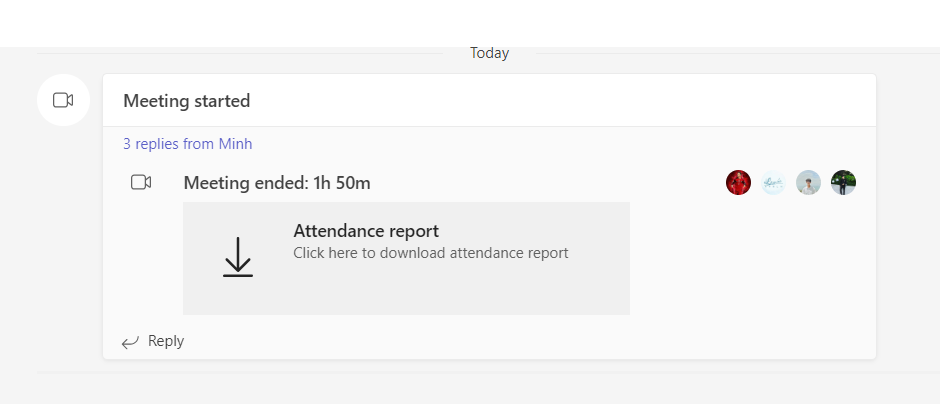 Today
Meeting started
3 replies from Minh
Meeting ended: 1h 50m
Attendance report
Click here to download attendance report
Reply